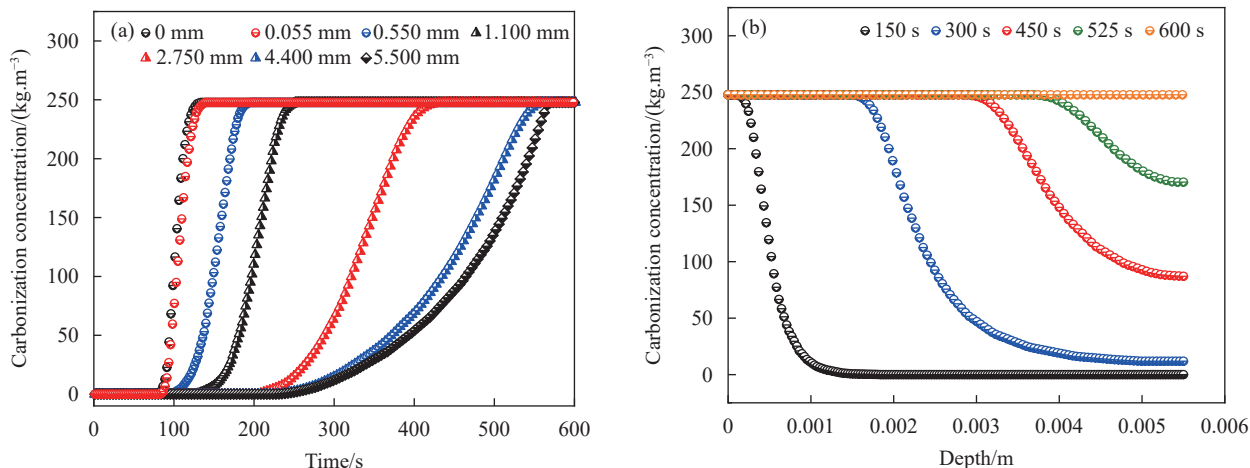 (a)
0 mm 0.055 mm 0.550 mm 1.100 mm
2.750 mm 4.400 mm 5.500 mm
Carbonization concentration/(kg.m⁻³)
300
250
200
150
100
50
0
0 100 200 300 400 500 600
Time/s
(b)
150 s 300 s 450 s 525 s 600 s
Carbonization concentration/(kg.m⁻³)
300
250
200
150
100
50
0
0 0.001 0.002 0.003 0.004 0.005 0.006
Depth/m